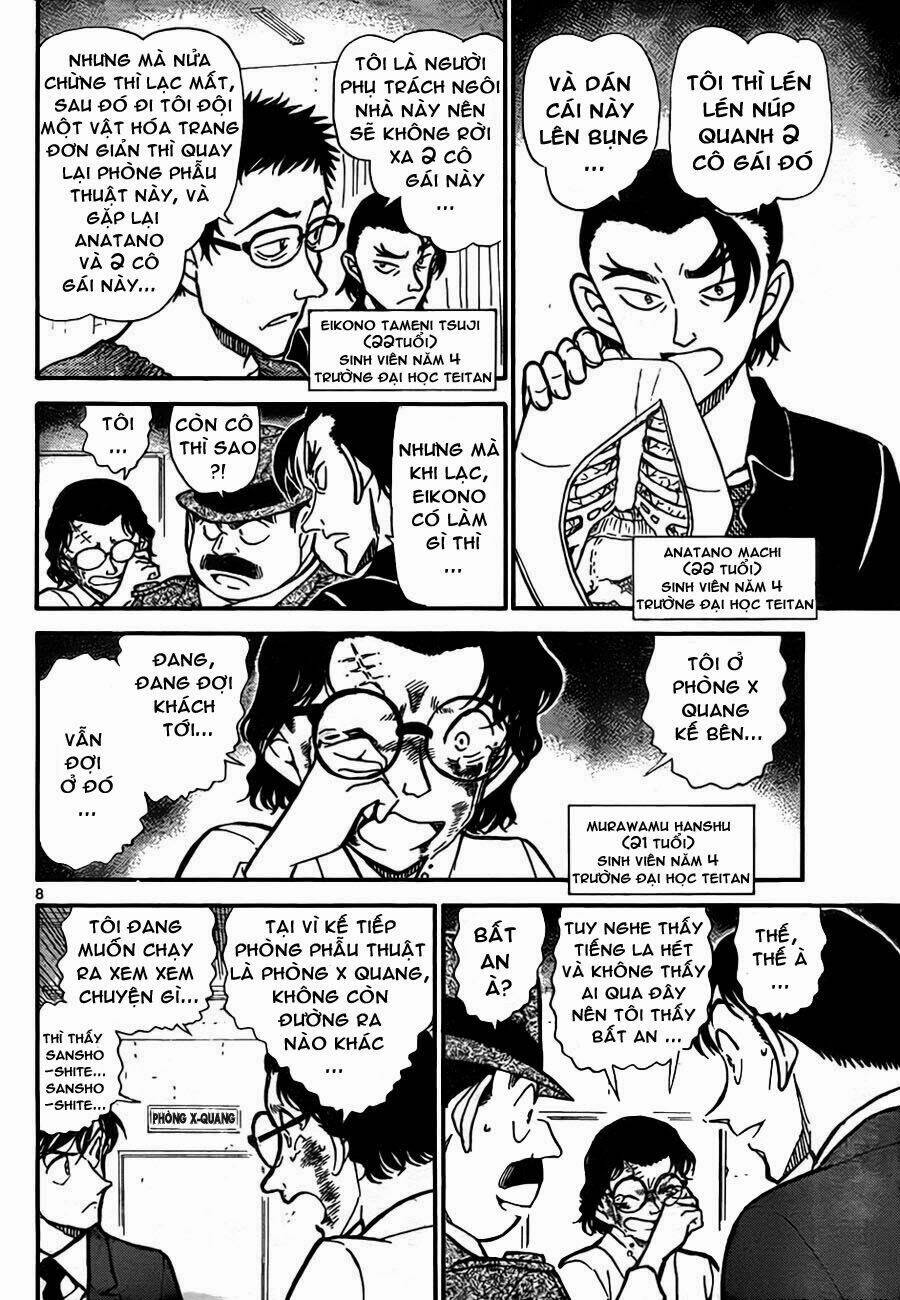 TÔI THÌ LÉN
LÉN NÚP
QUANH 2
CÔ GÁI ĐÓ
VÀ DÁN
CÁI NÀY
LÊN BỤNG
...
ANATANO MACHI
(22 TUỔI)
SINH VIÊN NĂM 4
TRƯỜNG ĐẠI HỌC TEITAN
TÔI LÀ NGƯỜI
PHỤ TRÁCH NGÔI
NHÀ NÀY NÊN
SẼ KHÔNG RỜI
XA 2 CÔ
GÁI NÀY
...
NHƯNG MÀ NỬA
CHỪNG THÌ LẠC MẤT,
SAU ĐÓ ĐI TÔI ĐỘI
MỘT VẬT HÓA TRANG
ĐƠN GIẢN THÌ QUAY
LẠI PHÒNG PHẪU
THUẬT NÀY, VÀ
GẶP LẠI
ANATANO
VÀ 2 CÔ
GÁI NÀY...
EIKONO TAMENI TSUJI
(22TUỔI)
SINH VIÊN NĂM 4
TRƯỜNG ĐẠI HỌC TEITAN
NHƯNG MÀ
KHI LẠC,
EIKONO
CÓ LÀM
GÌ THÌ
...
CÒN CÔ
THÌ SAO
?!
TÔI
...
TÔI Ở
PHÒNG X
QUANG
KẾ BÊN...
ĐANG,
ĐANG ĐỢI
KHÁCH
TỚI...
VẪN
ĐỢI
Ở ĐÓ
...
MURAWAMU HANSHU
(21 TUỔI)
SINH VIÊN NĂM 4
TRƯỜNG ĐẠI HỌC TEITAN
8
THẾ,
THẾ À
...
TUY NGHE THẤY
TIẾNG LA HÉT
VÀ KHÔNG THẤY
AI QUA ĐÂY
NÊN TÔI THẤY
BẤT AN ...
BẤT
AN
À?
TẠI VÌ KẾ TIẾP
PHÒNG PHẪU THUẬT
LÀ PHÒNG X QUANG,
KHÔNG CÒN
ĐƯỜNG RA
NÀO KHÁC
...
TÔI ĐANG
MUỐN CHẠY
RA XEM XEM
CHUYỆN GÌ...
THÌ THẤY
SANSHO
-SHITE...
SANSHO
-SHITE...
PHÒNG X-QUANG